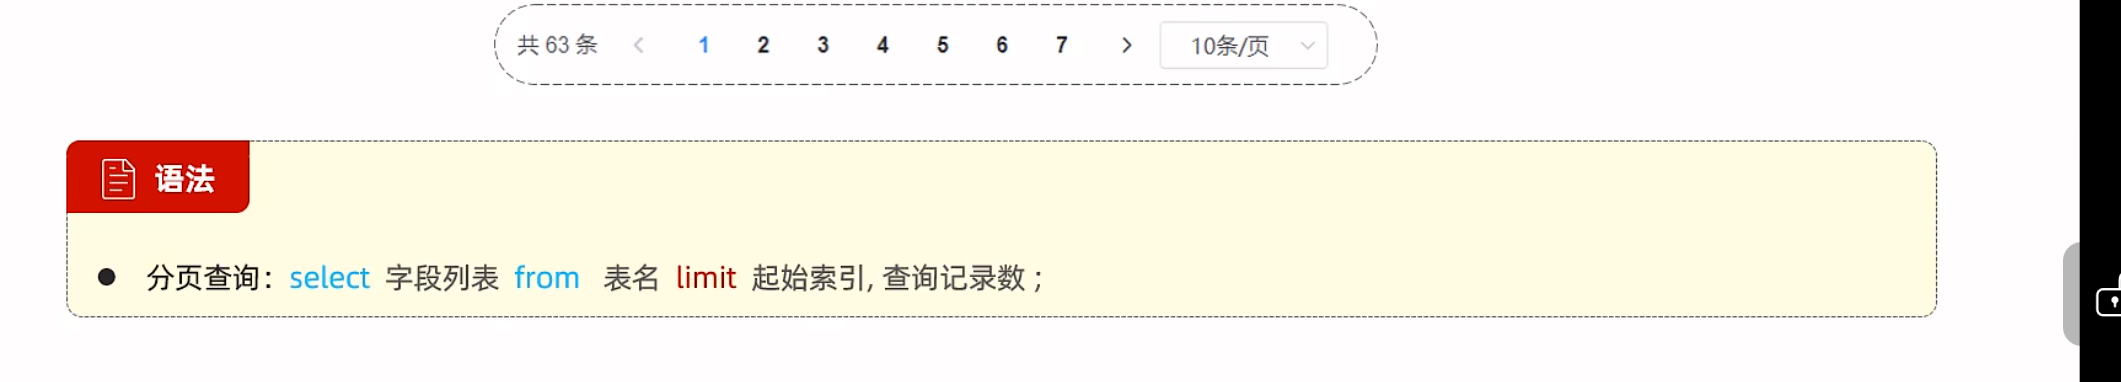 共 63 条 < 1 2 3 4 5 6 7 > 10条/页
语法
● 分页查询：select 字段列表 from 表名 limit 起始索引, 查询记录数 ;